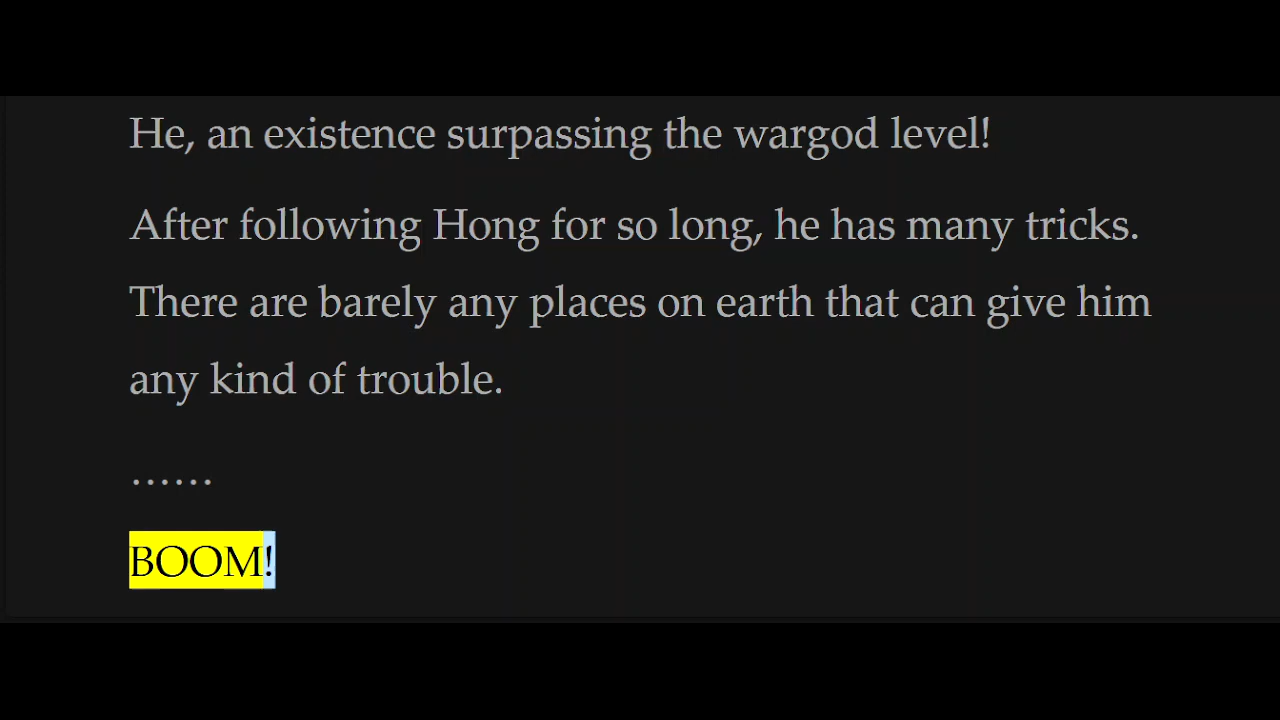 He, an existence surpassing the wargod level!
After following Hong for so long, he has many tricks.
There are barely any places on earth that can give him
any kind of trouble.
……
BOOM!